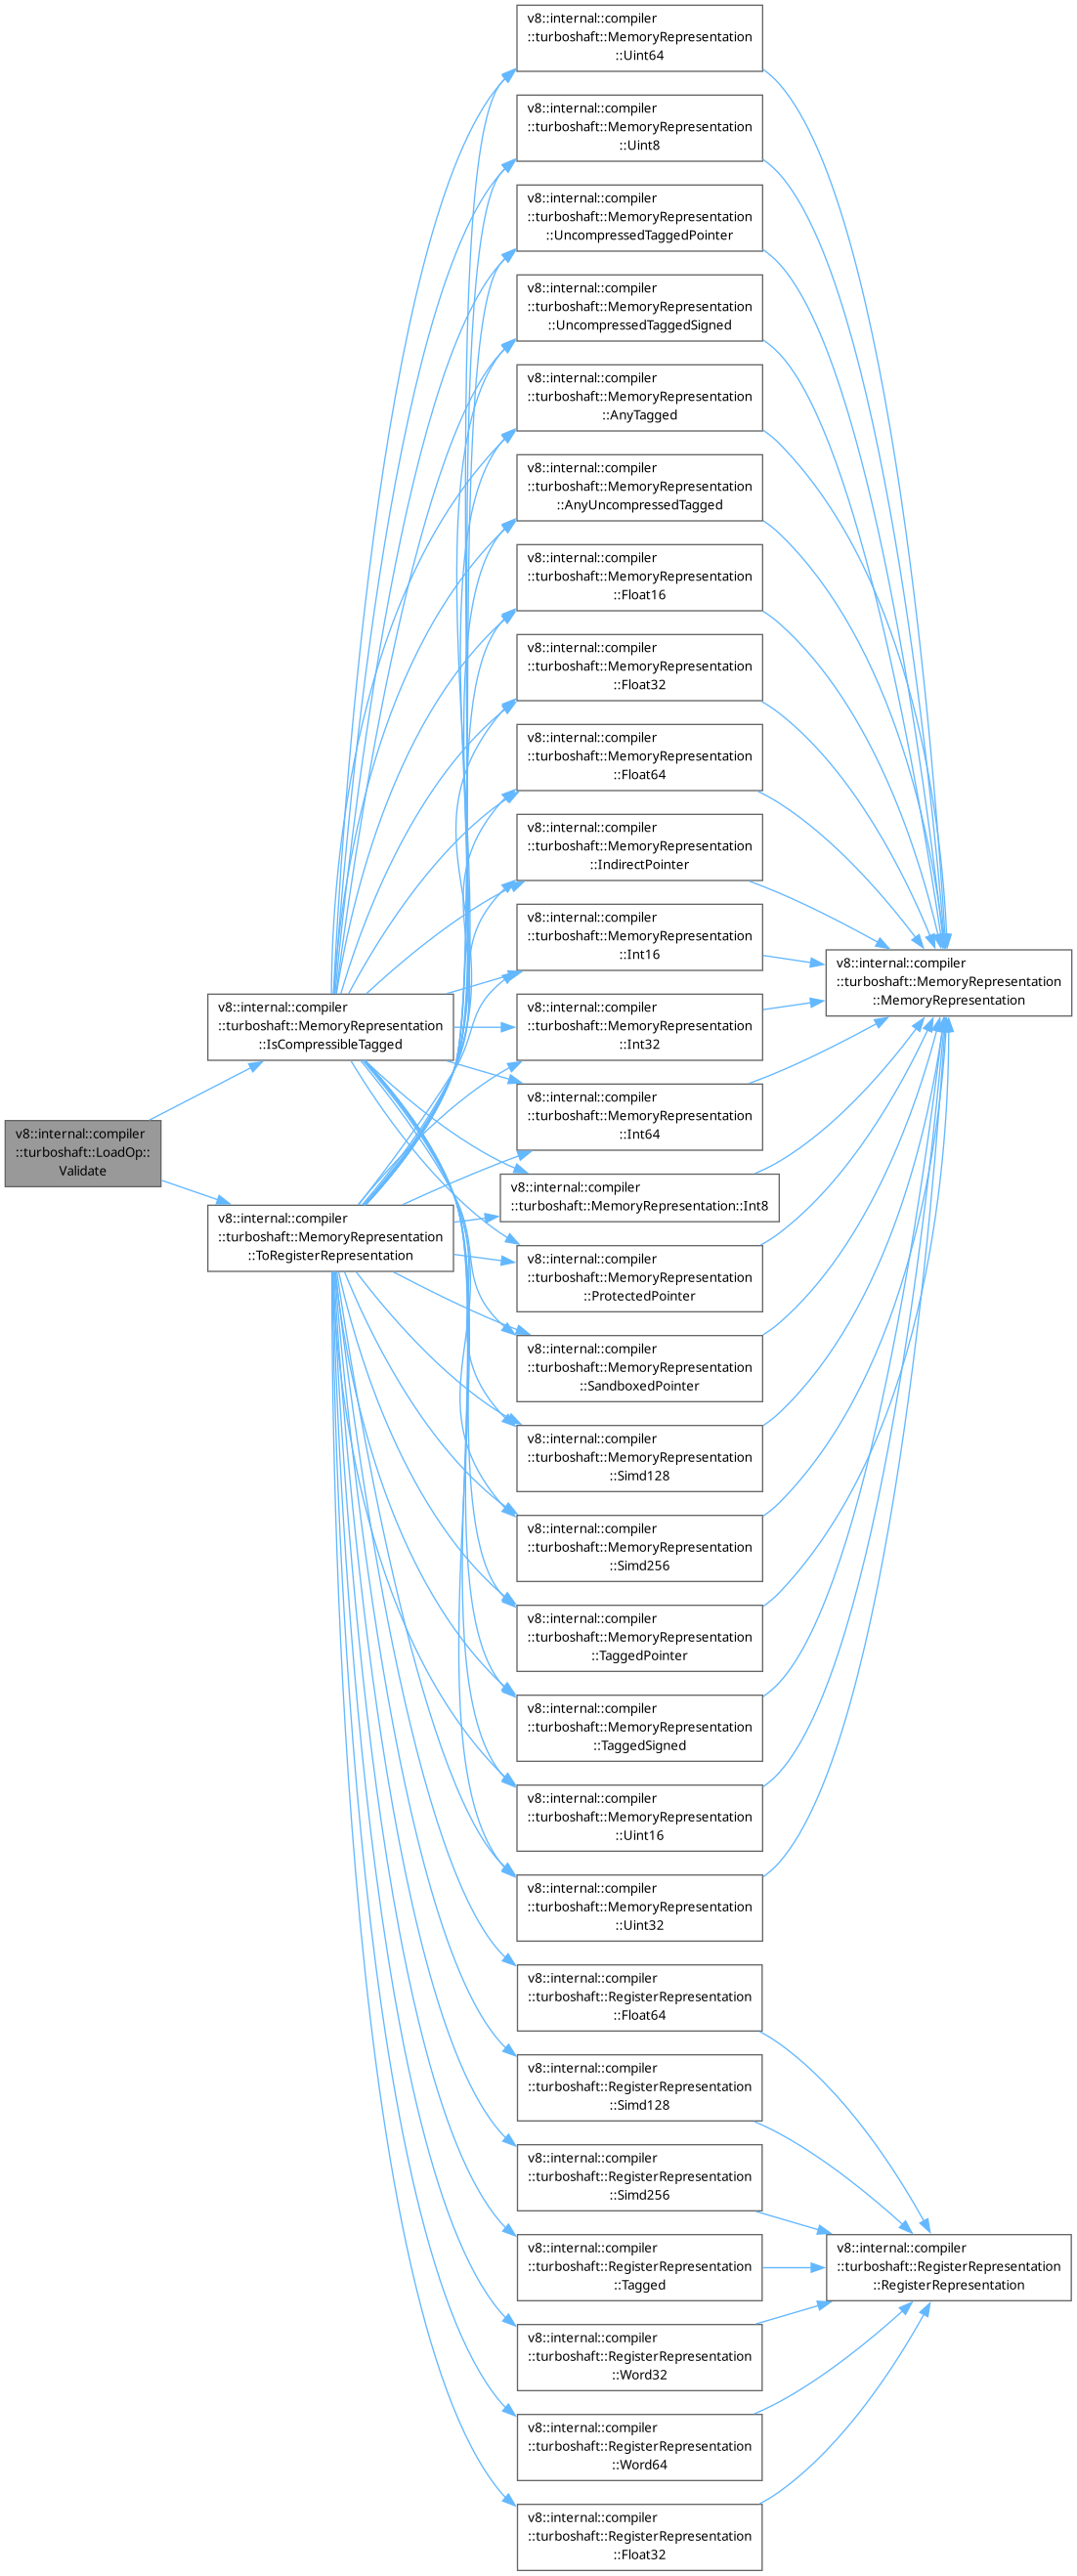 v8::internal::compiler
::turboshaft::LoadOp::
Validate
v8::internal::compiler
::turboshaft::MemoryRepresentation
::IsCompressibleTagged
v8::internal::compiler
::turboshaft::MemoryRepresentation
::ToRegisterRepresentation
v8::internal::compiler
::turboshaft::MemoryRepresentation
::Uint64
v8::internal::compiler
::turboshaft::MemoryRepresentation
::Uint8
v8::internal::compiler
::turboshaft::MemoryRepresentation
::UncompressedTaggedPointer
v8::internal::compiler
::turboshaft::MemoryRepresentation
::UncompressedTaggedSigned
v8::internal::compiler
::turboshaft::MemoryRepresentation
::AnyTagged
v8::internal::compiler
::turboshaft::MemoryRepresentation
::AnyUncompressedTagged
v8::internal::compiler
::turboshaft::MemoryRepresentation
::Float16
v8::internal::compiler
::turboshaft::MemoryRepresentation
::Float32
v8::internal::compiler
::turboshaft::MemoryRepresentation
::Float64
v8::internal::compiler
::turboshaft::MemoryRepresentation
::IndirectPointer
v8::internal::compiler
::turboshaft::MemoryRepresentation
::Int16
v8::internal::compiler
::turboshaft::MemoryRepresentation
::Int32
v8::internal::compiler
::turboshaft::MemoryRepresentation
::Int64
v8::internal::compiler
::turboshaft::MemoryRepresentation::Int8
v8::internal::compiler
::turboshaft::MemoryRepresentation
::ProtectedPointer
v8::internal::compiler
::turboshaft::MemoryRepresentation
::SandboxedPointer
v8::internal::compiler
::turboshaft::MemoryRepresentation
::Simd128
v8::internal::compiler
::turboshaft::MemoryRepresentation
::Simd256
v8::internal::compiler
::turboshaft::MemoryRepresentation
::TaggedPointer
v8::internal::compiler
::turboshaft::MemoryRepresentation
::TaggedSigned
v8::internal::compiler
::turboshaft::MemoryRepresentation
::Uint16
v8::internal::compiler
::turboshaft::MemoryRepresentation
::Uint32
v8::internal::compiler
::turboshaft::RegisterRepresentation
::Float64
v8::internal::compiler
::turboshaft::RegisterRepresentation
::Simd128
v8::internal::compiler
::turboshaft::RegisterRepresentation
::Simd256
v8::internal::compiler
::turboshaft::RegisterRepresentation
::Tagged
v8::internal::compiler
::turboshaft::RegisterRepresentation
::Word32
v8::internal::compiler
::turboshaft::RegisterRepresentation
::Word64
v8::internal::compiler
::turboshaft::RegisterRepresentation
::Float32
v8::internal::compiler
::turboshaft::MemoryRepresentation
::MemoryRepresentation
v8::internal::compiler
::turboshaft::RegisterRepresentation
::RegisterRepresentation